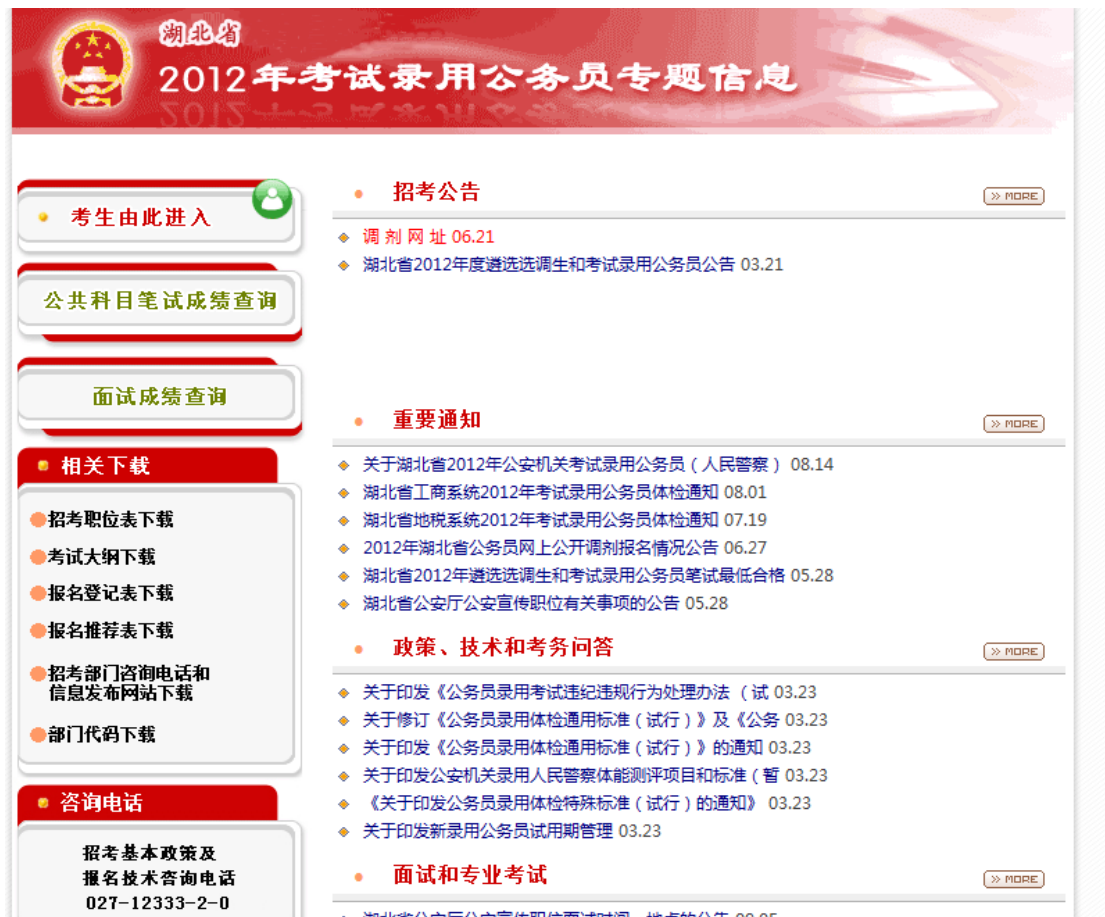 湖北省
2012年考试录用公务员专题信息
考生由此进入
公共科目笔试成绩查询
面试成绩查询
相关下载
招考职位表下载
考试大纲下载
报名登记表下载
报名推荐表下载
招考部门咨询电话和
信息发布网站下载
部门代码下载
咨询电话
招考基本政策及
报名技术咨询电话
027-12333-2-0
招考公告
>> MORE
调 剂 网 址 06.21
湖北省2012年度遴选选调生和考试录用公务员公告 03.21
重要通知
>> MORE
关于湖北省2012年公安机关考试录用公务员（人民警察） 08.14
湖北省工商系统2012年考试录用公务员体检通知 08.01
湖北省地税系统2012年考试录用公务员体检通知 07.19
2012年湖北省公务员网上公开调剂报名情况公告 06.27
湖北省2012年遴选选调生和考试录用公务员笔试最低合格 05.28
湖北省公安厅公安宣传职位有关事项的公告 05.28
政策、技术和考务问答
>> MORE
关于印发《公务员录用考试违纪违规行为处理办法 （试 03.23
关于修订《公务员录用体检通用标准（试行）》及《公务 03.23
关于印发《公务员录用体检通用标准（试行）》的通知 03.23
关于印发公安机关录用人民警察体能测评项目和标准（暂 03.23
《关于印发公务员录用体检特殊标准（试行）的通知》 03.23
关于印发新录用公务员试用期管理 03.23
面试和专业考试
>> MORE